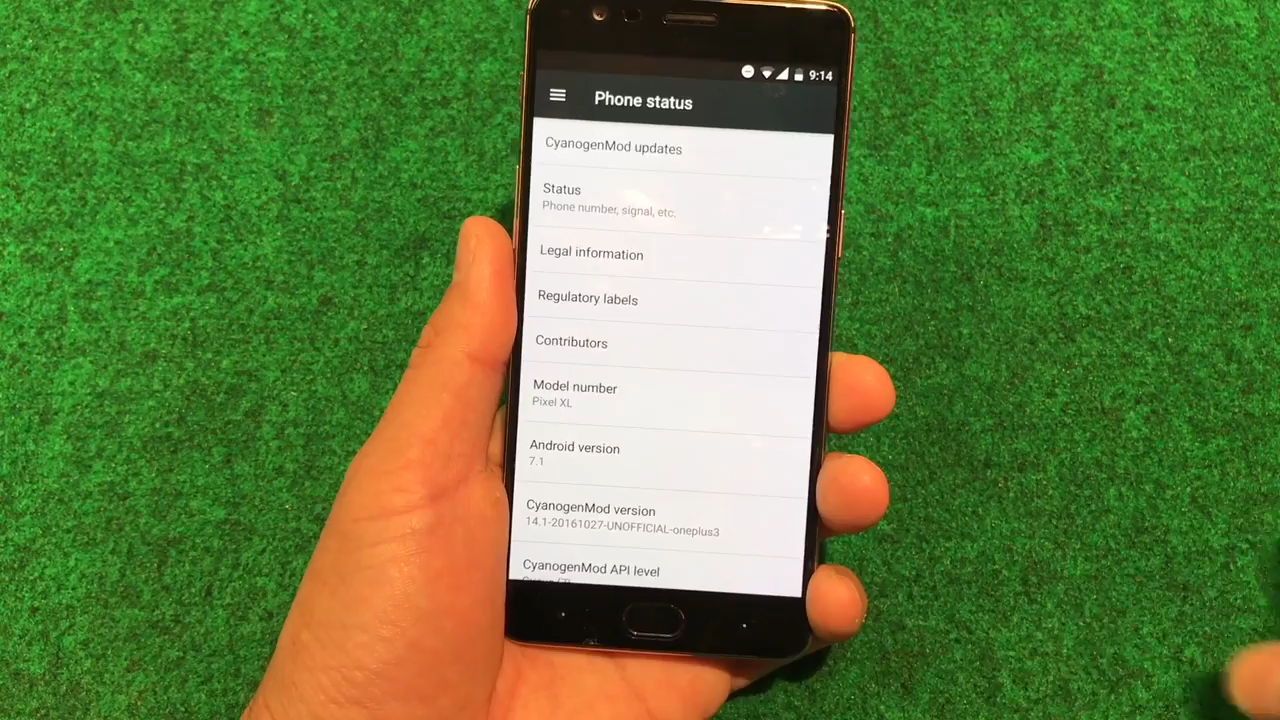 9:14
Phone status
CyanogenMod updates
Status
Phone number, signal, etc.
Legal information
Regulatory labels
Contributors
Model number
Pixel XL
Android version
7.1
CyanogenMod version
14.1-20161027-UNOFFICIAL-oneplus3
CyanogenMod API level